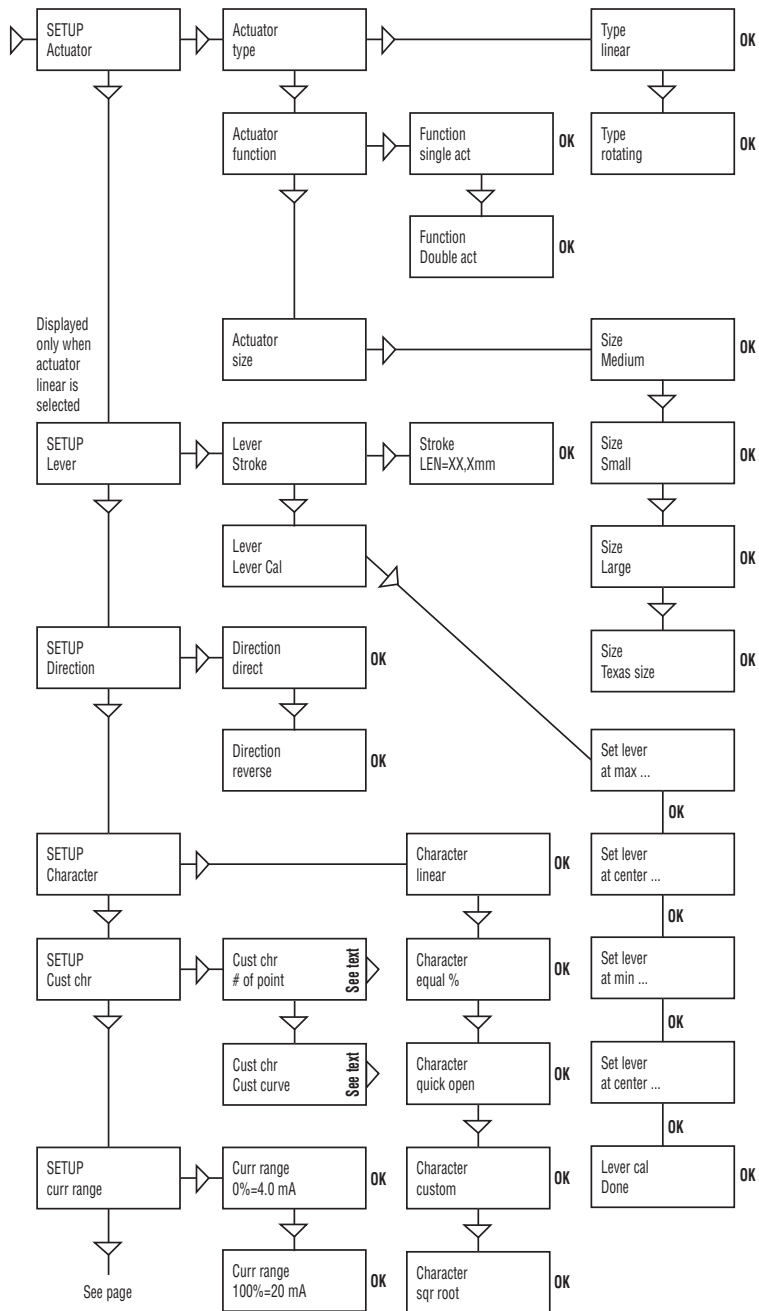 SETUP
Actuator
Actuator
type
Type
linear
OK
Actuator
function
Function
single act
OK
Type
rotating
OK
Function
Double act
OK
Displayed
only when
actuator
linear is
selected
Actuator
size
Size
Medium
OK
SETUP
Lever
Lever
Stroke
Stroke
LEN=XX,Xmm
OK
Size
Small
OK
Lever
Lever Cal
Size
Large
OK
SETUP
Direction
Direction
direct
OK
Size
Texas size
OK
Direction
reverse
OK
Set lever
at max ...
OK
SETUP
Character
Character
linear
OK
Set lever
at center ...
OK
SETUP
Cust chr
Cust chr
# of point
See text
Character
equal %
OK
Set lever
at min ...
OK
Cust chr
Cust curve
See text
Character
quick open
OK
Set lever
at center ...
OK
SETUP
curr range
Curr range
0%=4.0 mA
OK
Character
custom
OK
Lever cal
Done
OK
See page
Curr range
100%=20 mA
OK
Character
sqr root
OK